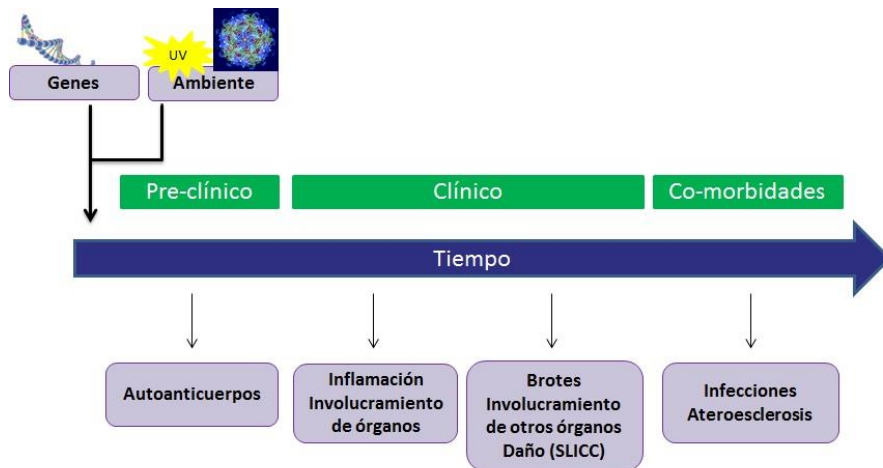 UV
Genes
Ambiente
Pre-clínico
Clínico
Co-morbidades
Tiempo
Autoanticuerpos
Inflamación
Involucramiento
de órganos
Brotes
Involucramiento
de otros órganos
Daño (SLICC)
Infecciones
Ateroesclerosis